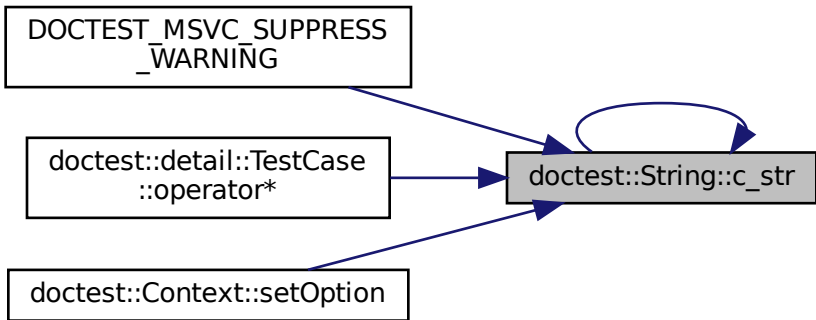 DOCTEST_MSVC_SUPPRESS
_WARNING
doctest::detail::TestCase
::operator*
doctest::String::c_str
doctest::Context::setOption